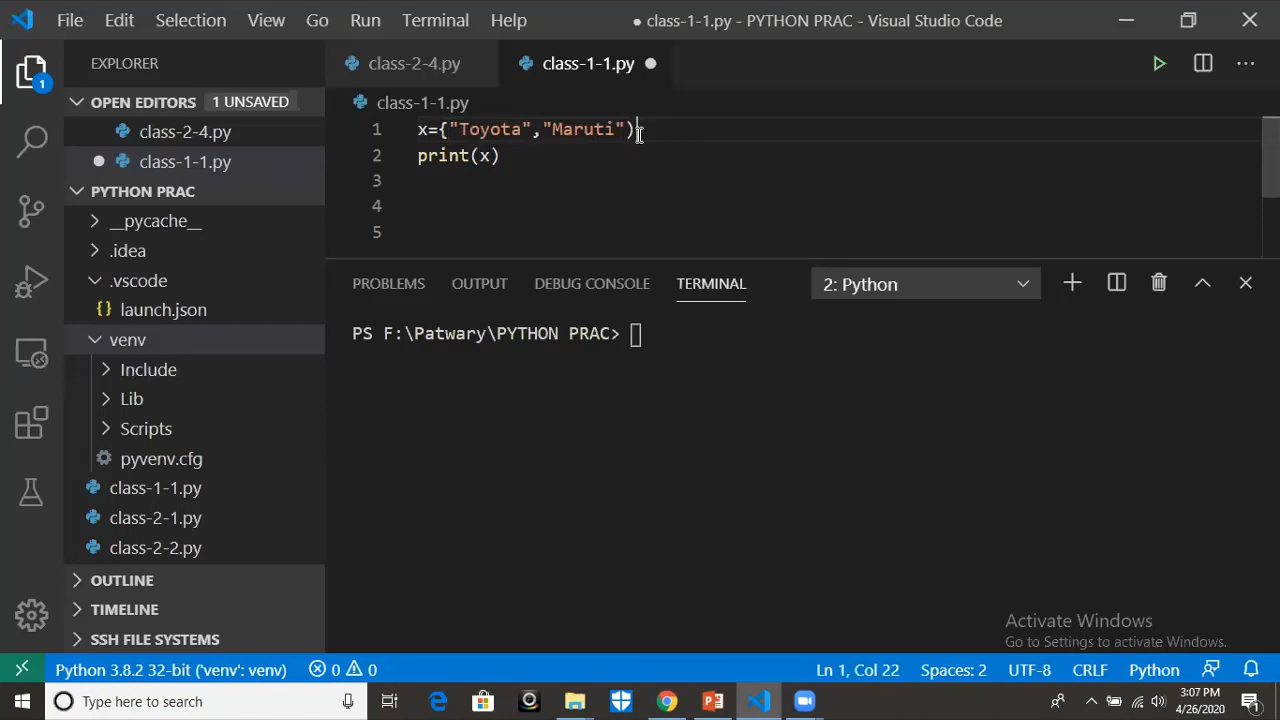 File Edit Selection View Go Run Terminal Help ● class-1-1.py - PYTHON PRAC - Visual Studio Code
EXPLORER
OPEN EDITORS 1 UNSAVED
class-2-4.py
class-1-1.py
PYTHON PRAC
__pycache__
.idea
.vscode
launch.json
venv
Include
Lib
Scripts
pyvenv.cfg
class-1-1.py
class-2-1.py
class-2-2.py
OUTLINE
TIMELINE
SSH FILE SYSTEMS
1
class-2-4.py class-1-1.py
class-1-1.py
1 x={"Toyota","Maruti")
2 print(x)
3
4
5
PROBLEMS OUTPUT DEBUG CONSOLE TERMINAL 2: Python
PS F:\Patwary\PYTHON PRAC>
Activate Windows
Go to Settings to activate Windows.
Python 3.8.2 32-bit ('venv': venv) 0 0 Ln 1, Col 22 Spaces: 2 UTF-8 CRLF Python
Type here to search
3:07 PM
4/26/2020
1